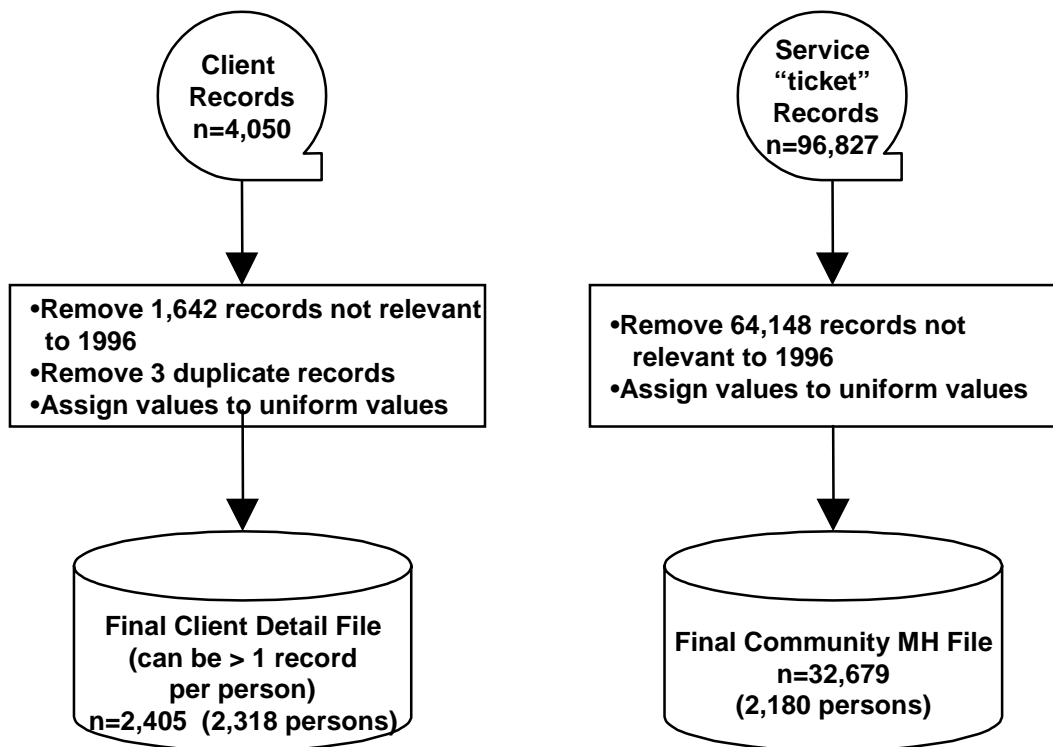 Client
Records
n=4,050
Service
“ticket”
Records
n=96,827
•Remove 1,642 records not relevant
to 1996
•Remove 3 duplicate records
•Assign values to uniform values
•Remove 64,148 records not
relevant to 1996
•Assign values to uniform values
Final Client Detail File
(can be > 1 record
per person)
n=2,405 (2,318 persons)
Final Community MH File
n=32,679
(2,180 persons)